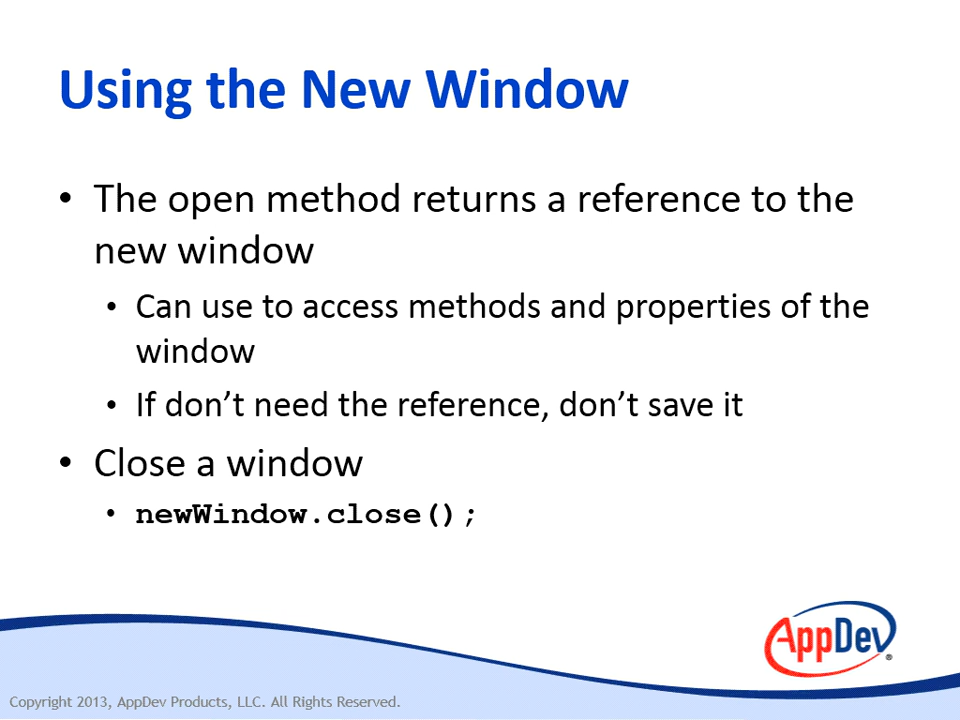 Using the New Window
• The open method returns a reference to the
new window
• Can use to access methods and properties of the
window
• If don’t need the reference, don’t save it
• Close a window
• newWindow.close();
AppDev®
Copyright 2013, AppDev Products, LLC. All Rights Reserved.